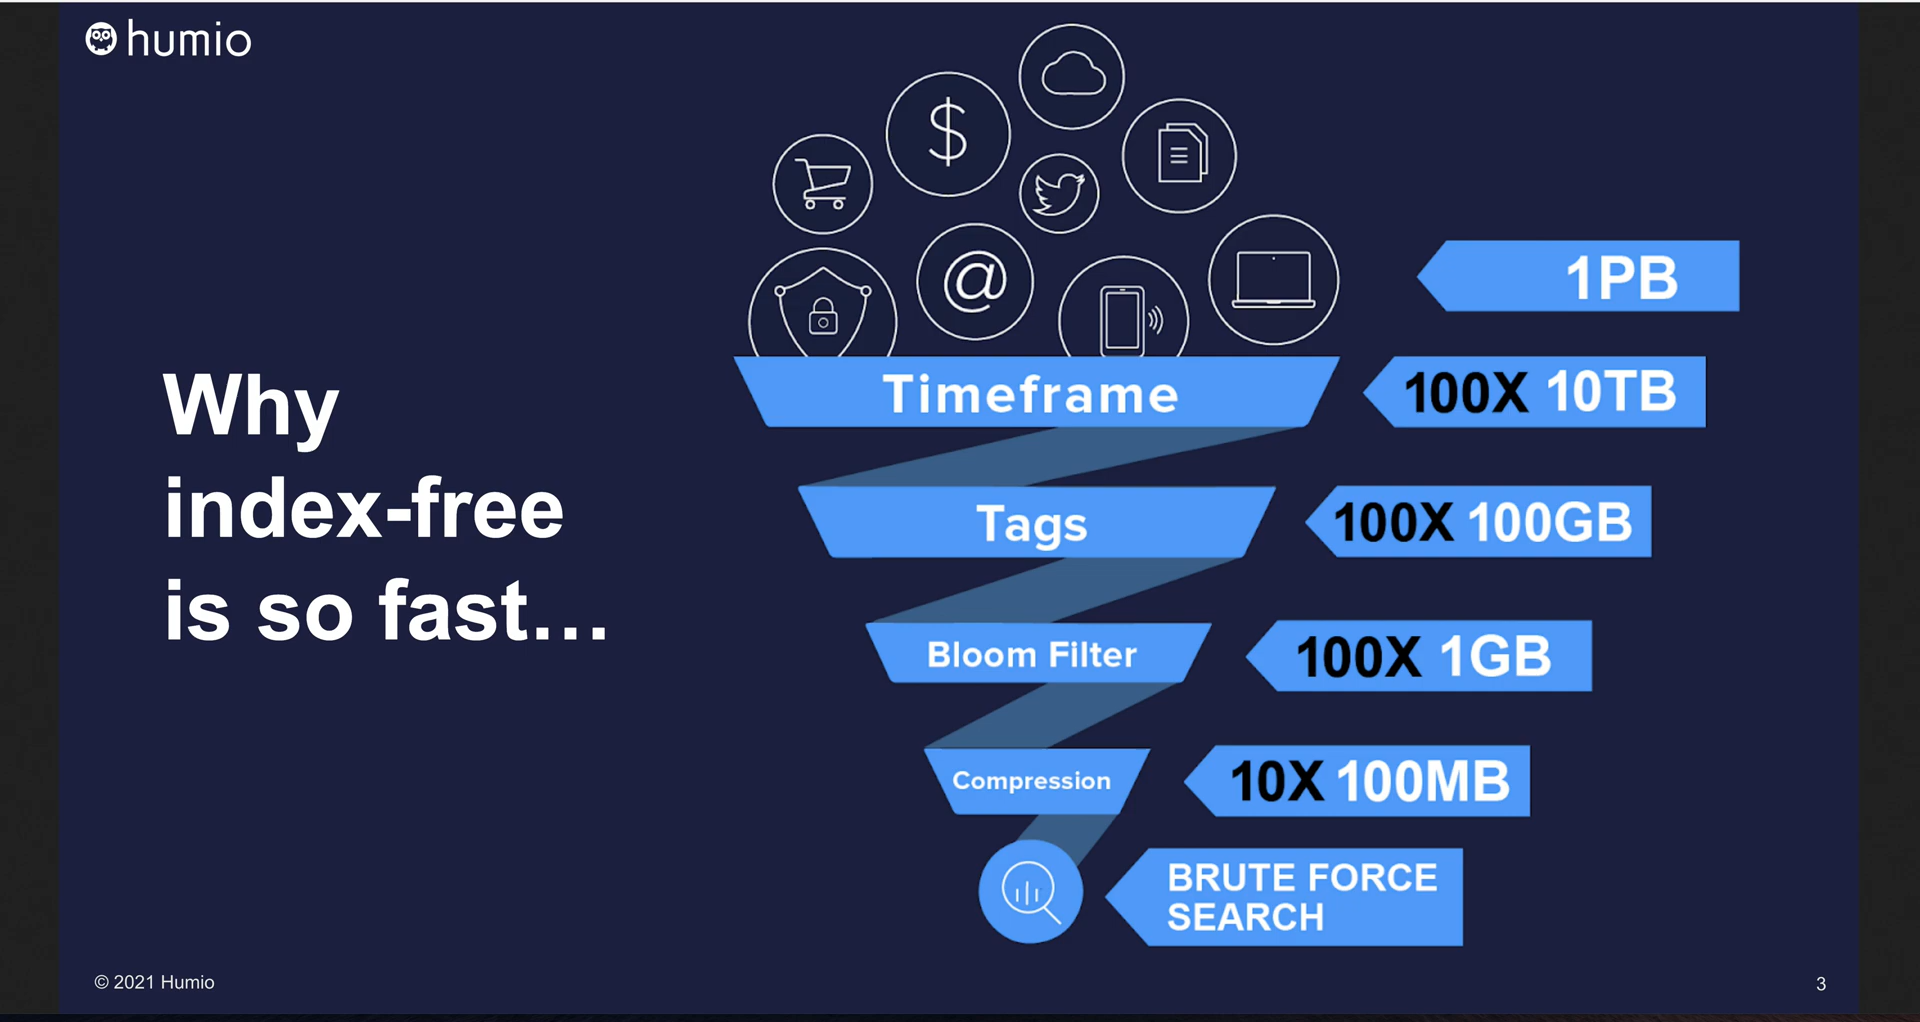 humio
Why
index-free
is so fast...
$
@
1PB
Timeframe
100X 10TB
Tags
100X 100GB
Bloom Filter
100X 1GB
Compression
10X 100MB
BRUTE FORCE
SEARCH
© 2021 Humio
3